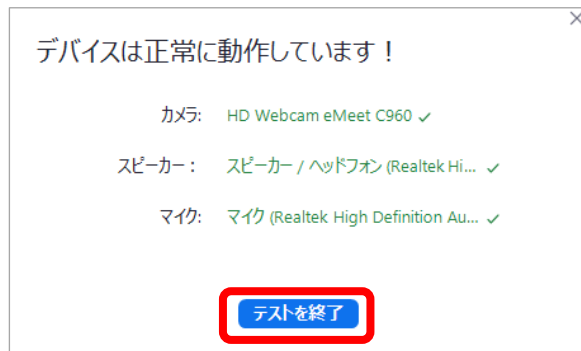 デバイスは正常に動作しています！
カメラ: HD Webcam eMeet C960 ✓
スピーカー： スピーカー / ヘッドフォン (Realtek Hi... ✓
マイク: マイク (Realtek High Definition Au... ✓
テストを終了